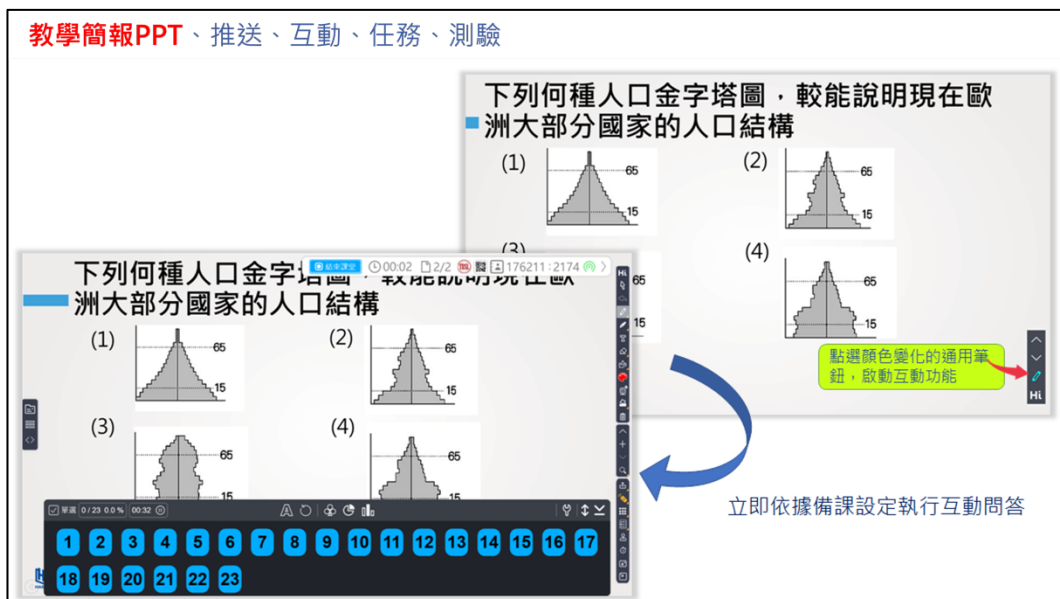 教學簡報PPT、推送、互動、任務、測驗
下列何種人口金字塔圖，較能說明現在歐
洲大部分國家的人口結構
(1)
65
15
(2)
65
15
(3)
65
15
(4)
65
15
點選顏色變化的通用筆
鈕，啟動互動功能
Hi
結束課堂 00:02 2/2 176211:2174
下列何種人口金字塔圖，較能說明現在歐
洲大部分國家的人口結構
Hi
(1)
65
15
(2)
65
15
(3)
65
15
(4)
65
15
單選 0/23 0.0% 00:32
1 2 3 4 5 6 7 8 9 10 11 12 13 14 15 16 17
18 19 20 21 22 23
立即依據備課設定執行互動問答